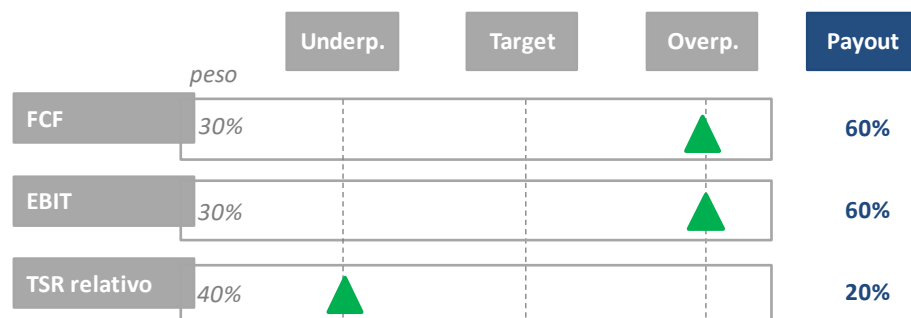 Underp. Target Overp. Payout
peso
FCF 30% 60%
EBIT 30% 60%
TSR relativo 40% 20%